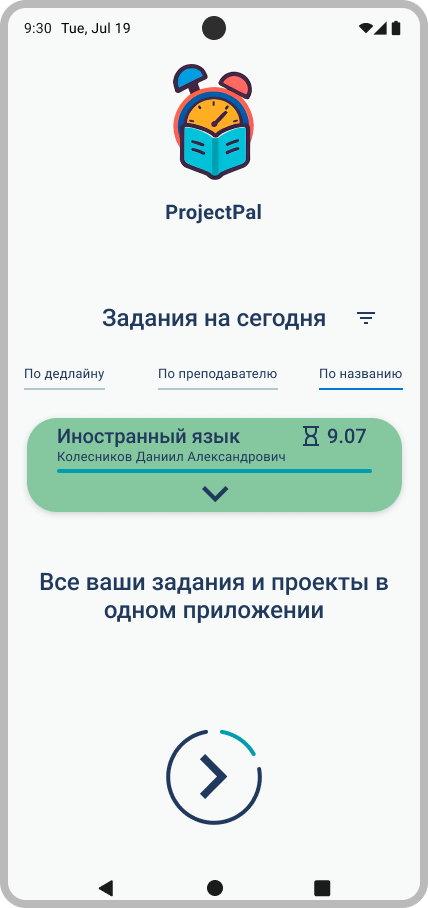 9:30 Tue, Jul 19
ProjectPal
Задания на сегодня
По дедлайну По преподавателю По названию
Иностранный язык 9.07
Колесников Даниил Александрович
Все ваши задания и проекты в
одном приложении